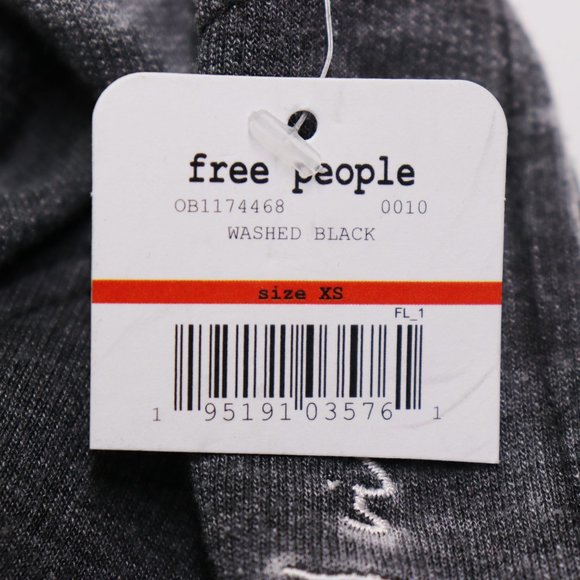 free people
OB1174468 0010
WASHED BLACK
size XS
FL_1
1 95191 03576 1